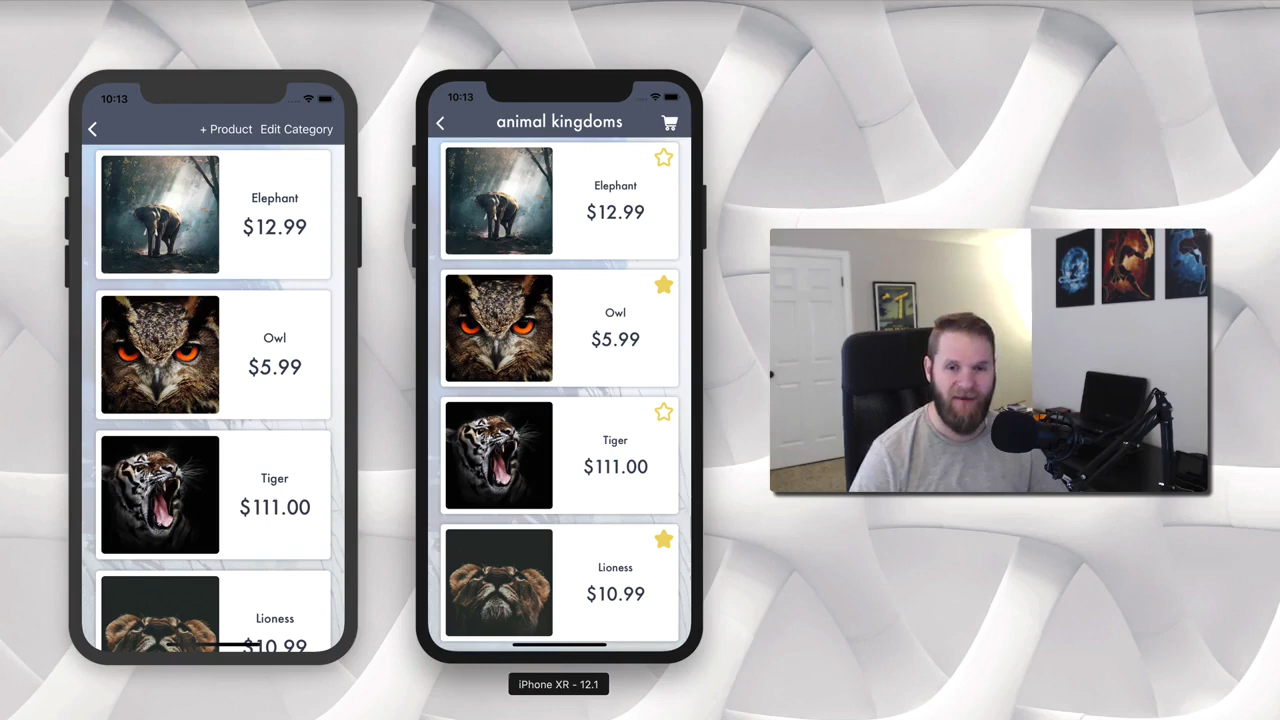 10:13
+ Product Edit Category
Elephant
$12.99
Owl
$5.99
Tiger
$111.00
Lioness
$10.99
10:13
animal kingdoms
Elephant
$12.99
Owl
$5.99
Tiger
$111.00
Lioness
$10.99
iPhone XR - 12.1